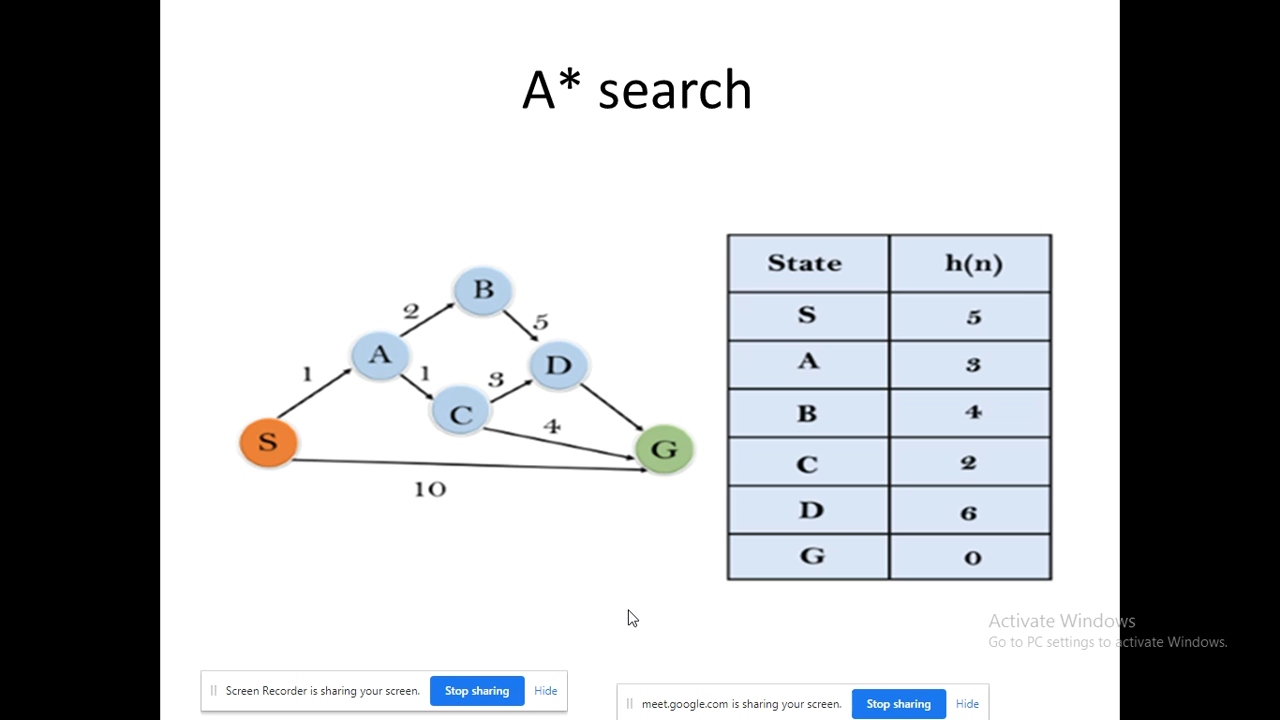 A* search
B
2
5
A
D
1
1
3
C
4
S
G
10
State h(n)
S 5
A 3
B 4
C 2
D 6
G 0
Activate Windows
Go to PC settings to activate Windows.
Screen Recorder is sharing your screen. Stop sharing Hide
meet.google.com is sharing your screen. Stop sharing Hide